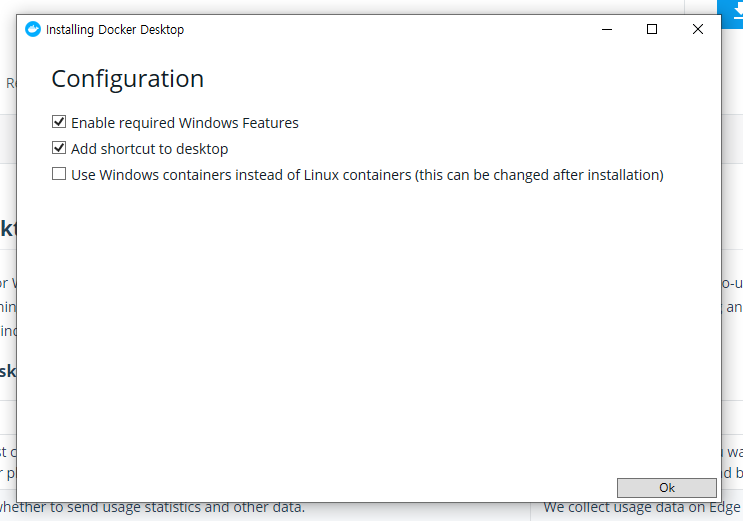 Installing Docker Desktop
Configuration
Enable required Windows Features
Add shortcut to desktop
Use Windows containers instead of Linux containers (this can be changed after installation)
Ok
whether to send usage statistics and other data.
We collect usage data on Edge